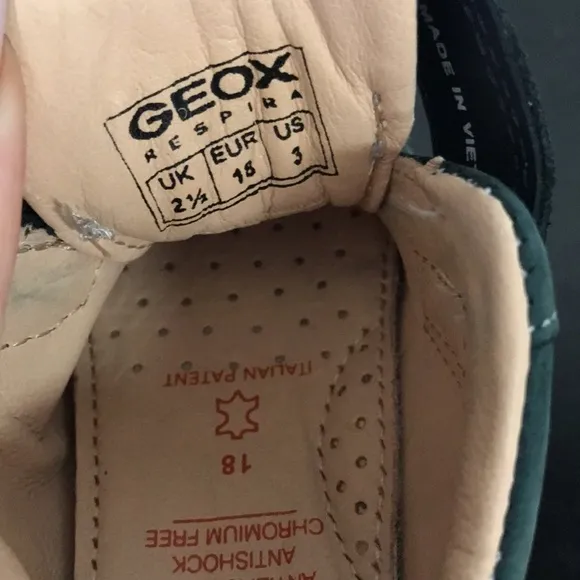 GEOX
RESPIRA
UK EUR US
2½ 18 3
MADE IN VIE
ITALIAN PATENT
18
CHROMIUM FREE
ANTISHOCK